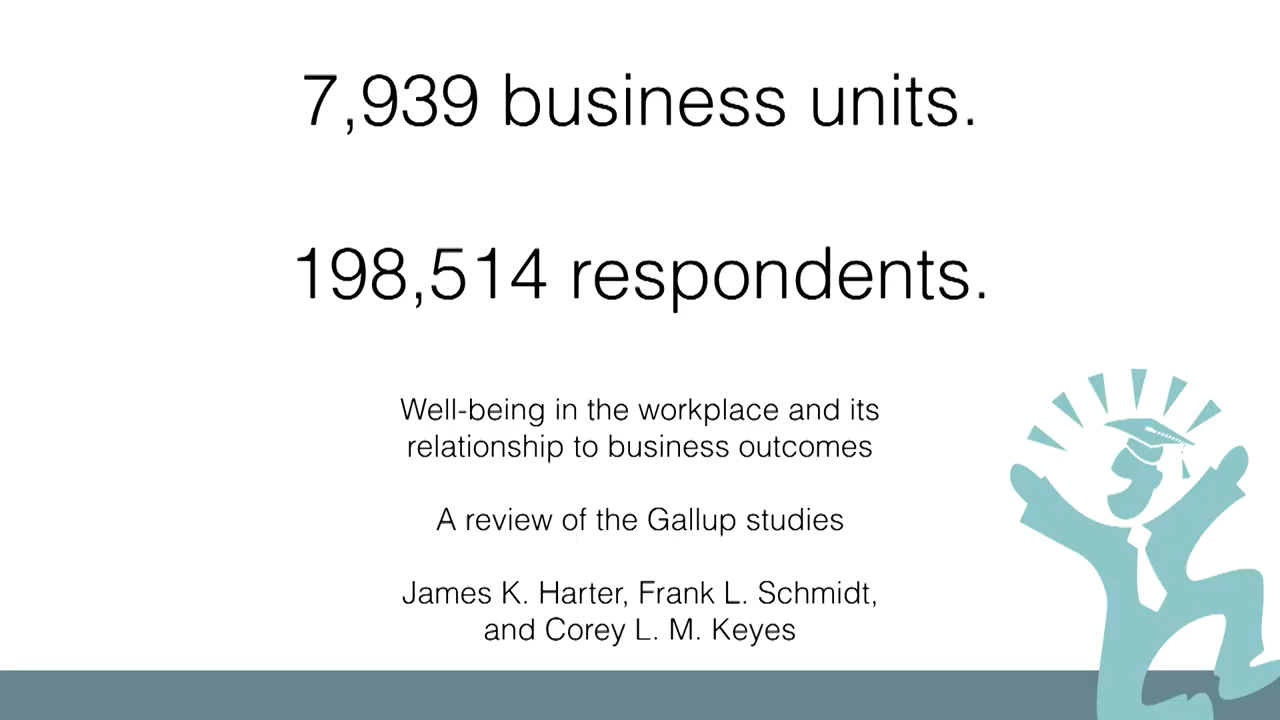 7,939 business units.
198,514 respondents.
Well-being in the workplace and its
relationship to business outcomes
A review of the Gallup studies
James K. Harter, Frank L. Schmidt,
and Corey L. M. Keyes